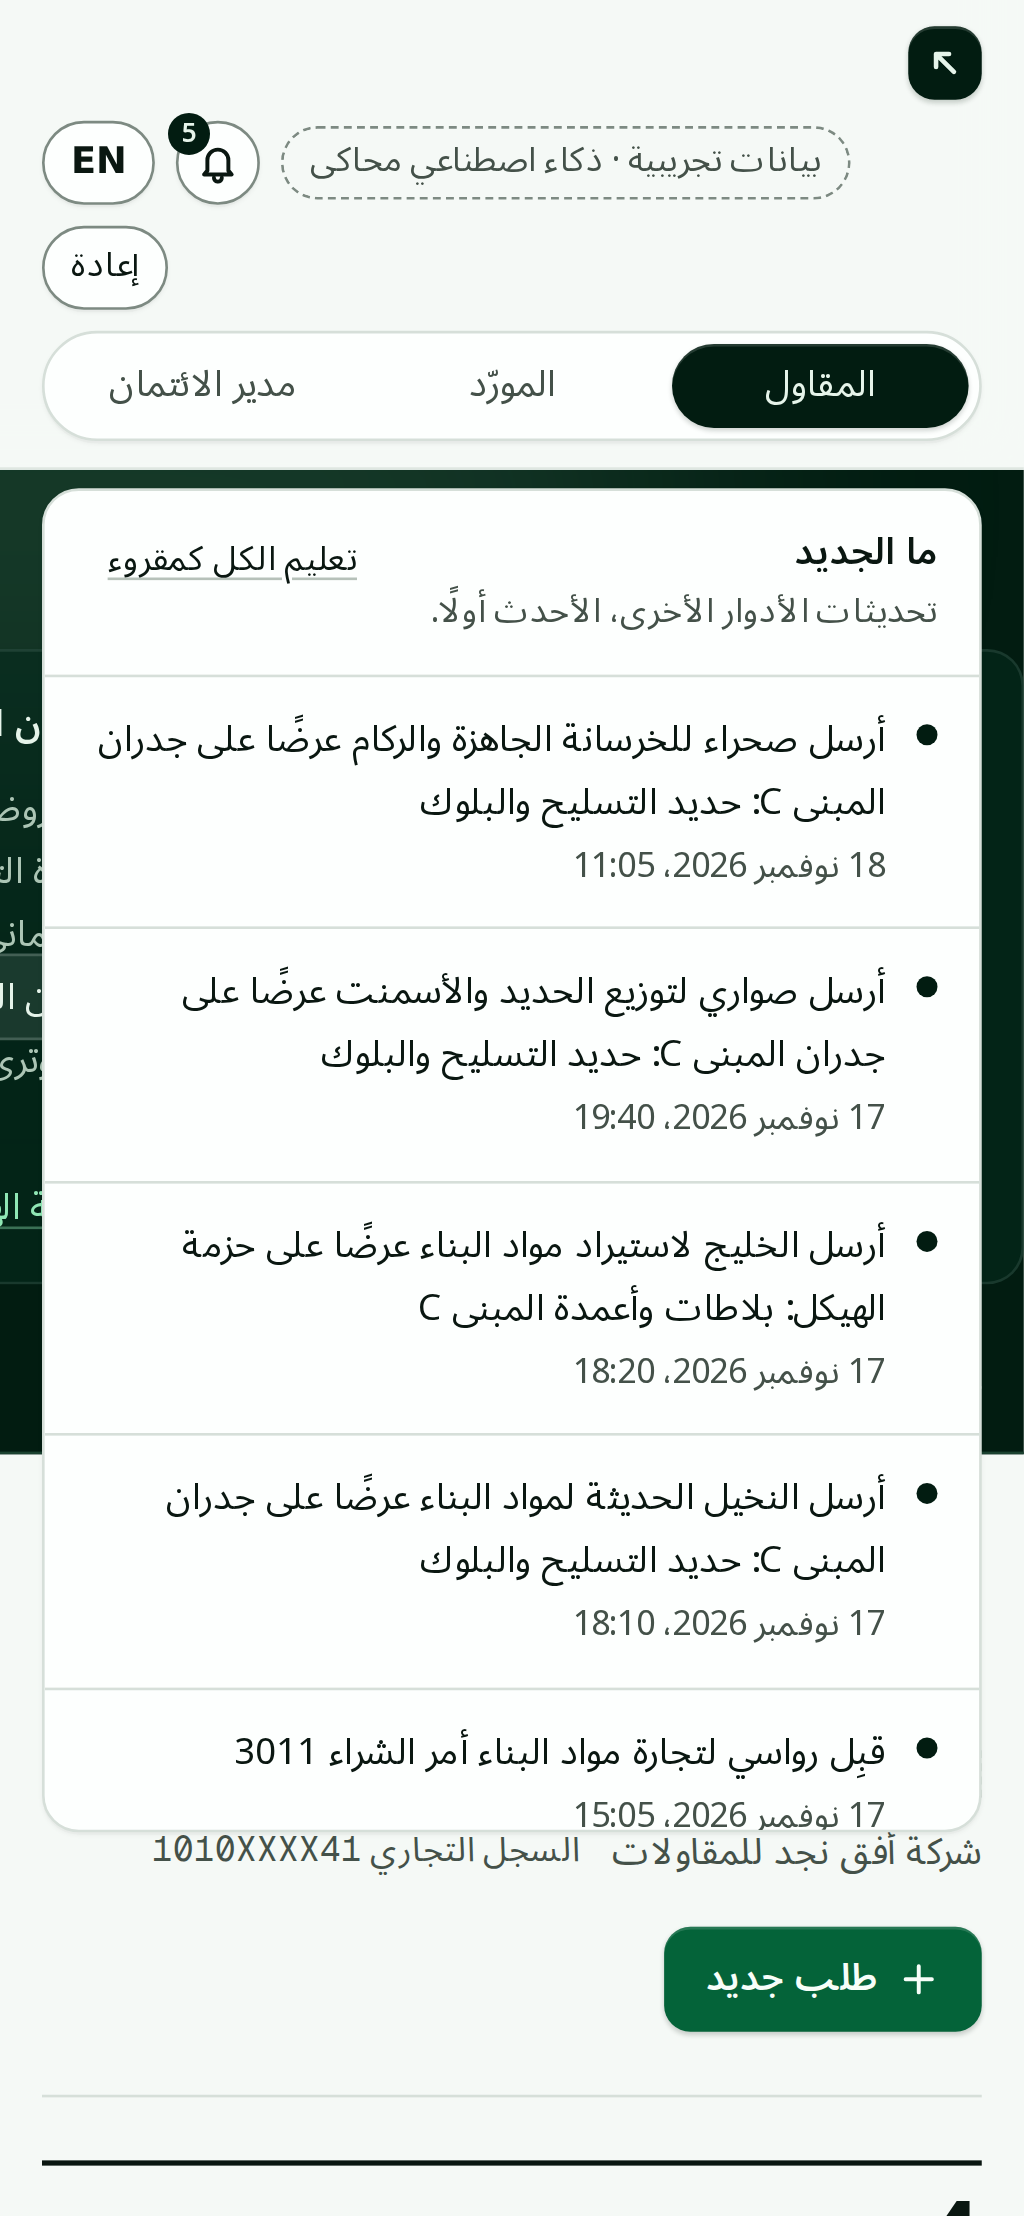 بيانات تجريبية · ذكاء اصطناعي محاكى
5
EN
إعادة
المقاول
المورّد
مدير الائتمان
ما الجديد
تعليم الكل كمقروء
تحديثات الأدوار الأخرى، الأحدث أولًا.
أرسل صحراء للخرسانة الجاهزة والركام عرضًا على جدران
المبنى C: حديد التسليح والبلوك
18 نوفمبر 2026، 11:05
أرسل صواري لتوزيع الحديد والأسمنت عرضًا على
جدران المبنى C: حديد التسليح والبلوك
17 نوفمبر 2026، 19:40
أرسل الخليج لاستيراد مواد البناء عرضًا على حزمة
الهيكل: بلاطات وأعمدة المبنى C
17 نوفمبر 2026، 18:20
أرسل النخيل الحديثة لمواد البناء عرضًا على جدران
المبنى C: حديد التسليح والبلوك
17 نوفمبر 2026، 18:10
قبِل رواسي لتجارة مواد البناء أمر الشراء 3011
17 نوفمبر 2026، 15:05
شركة أفق نجد للمقاولات السجل التجاري 1010XXXX41
طلب جديد